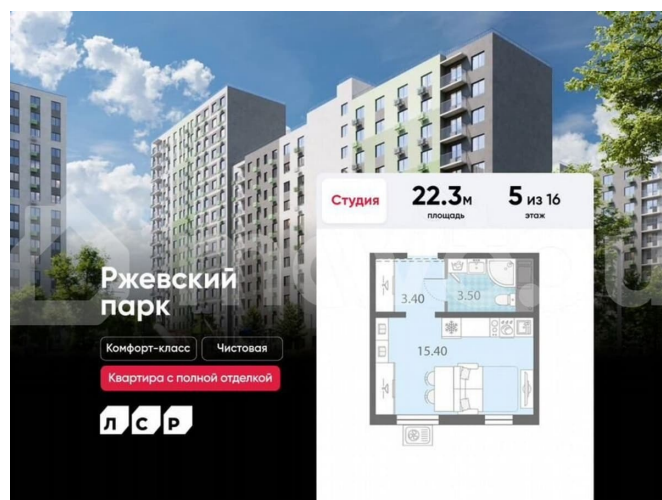 Студия
22.3м
площадь
5 из 16
этаж
3.40
3.50
15.40
Ржевский
парк
Комфорт-класс
Чистовая
Квартира с полной отделкой
ЛСР